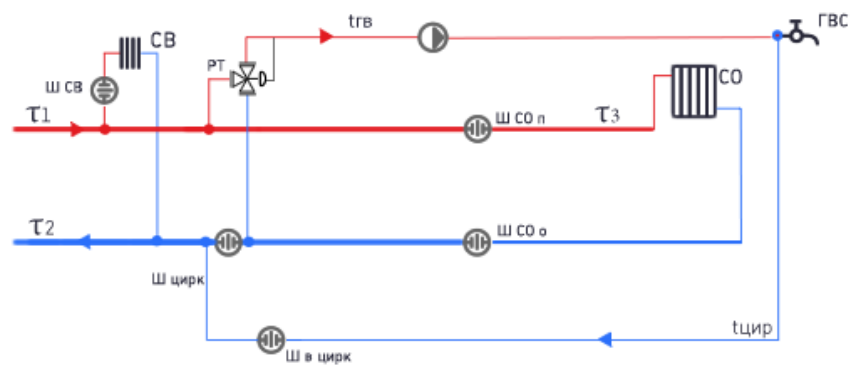 tгв
ГВС
СВ
РТ
Ш СВ
СО
τ1
Ш СО п
τ3
τ2
Ш СО о
Ш цирк
tцир
Ш в цирк